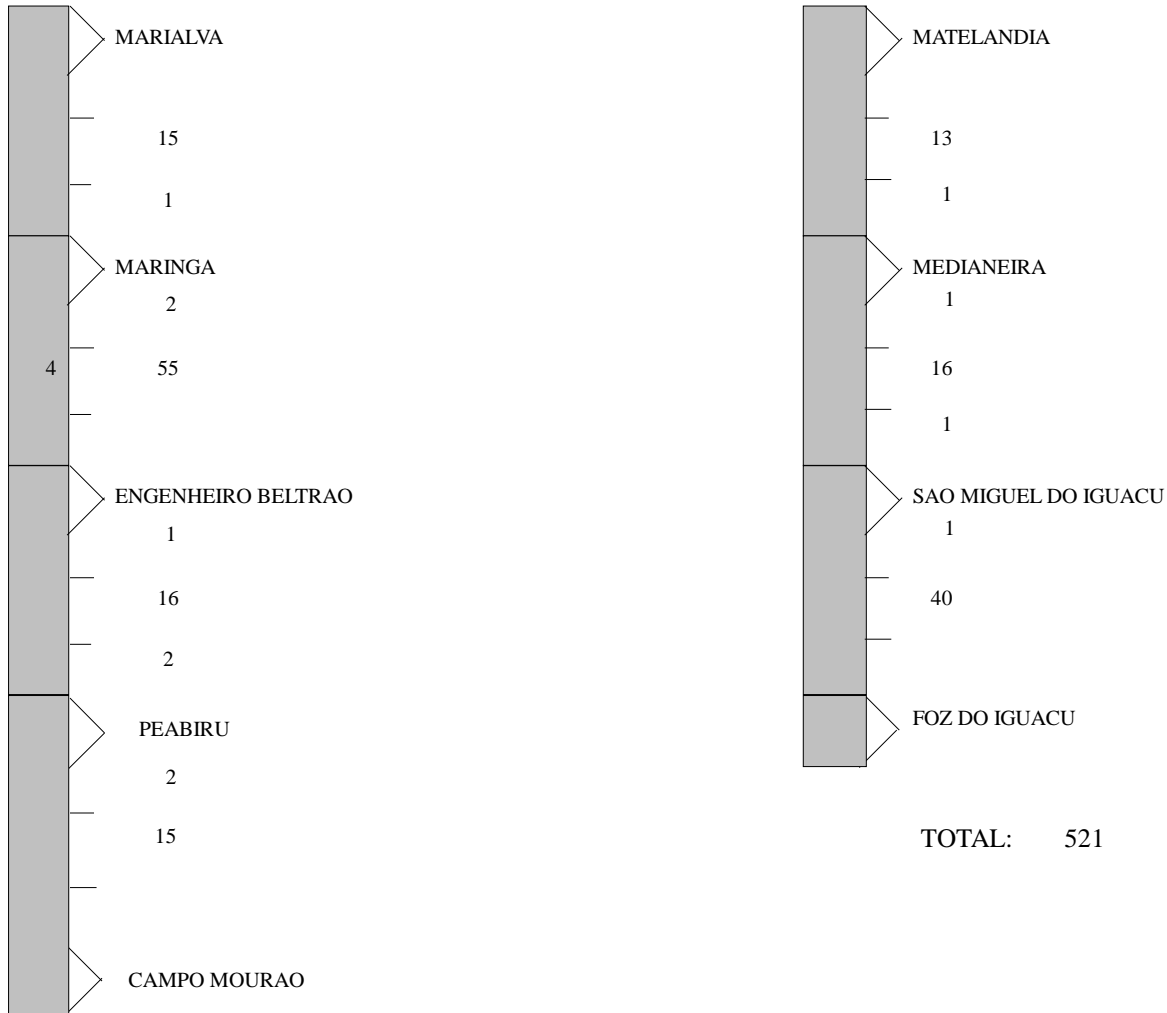 MARIALVA
15
1
MARINGA
2
4 55
ENGENHEIRO BELTRAO
1
16
2
PEABIRU
2
15
CAMPO MOURAO
MATELANDIA
13
1
MEDIANEIRA
1
16
1
SAO MIGUEL DO IGUACU
1
40
FOZ DO IGUACU
TOTAL: 521